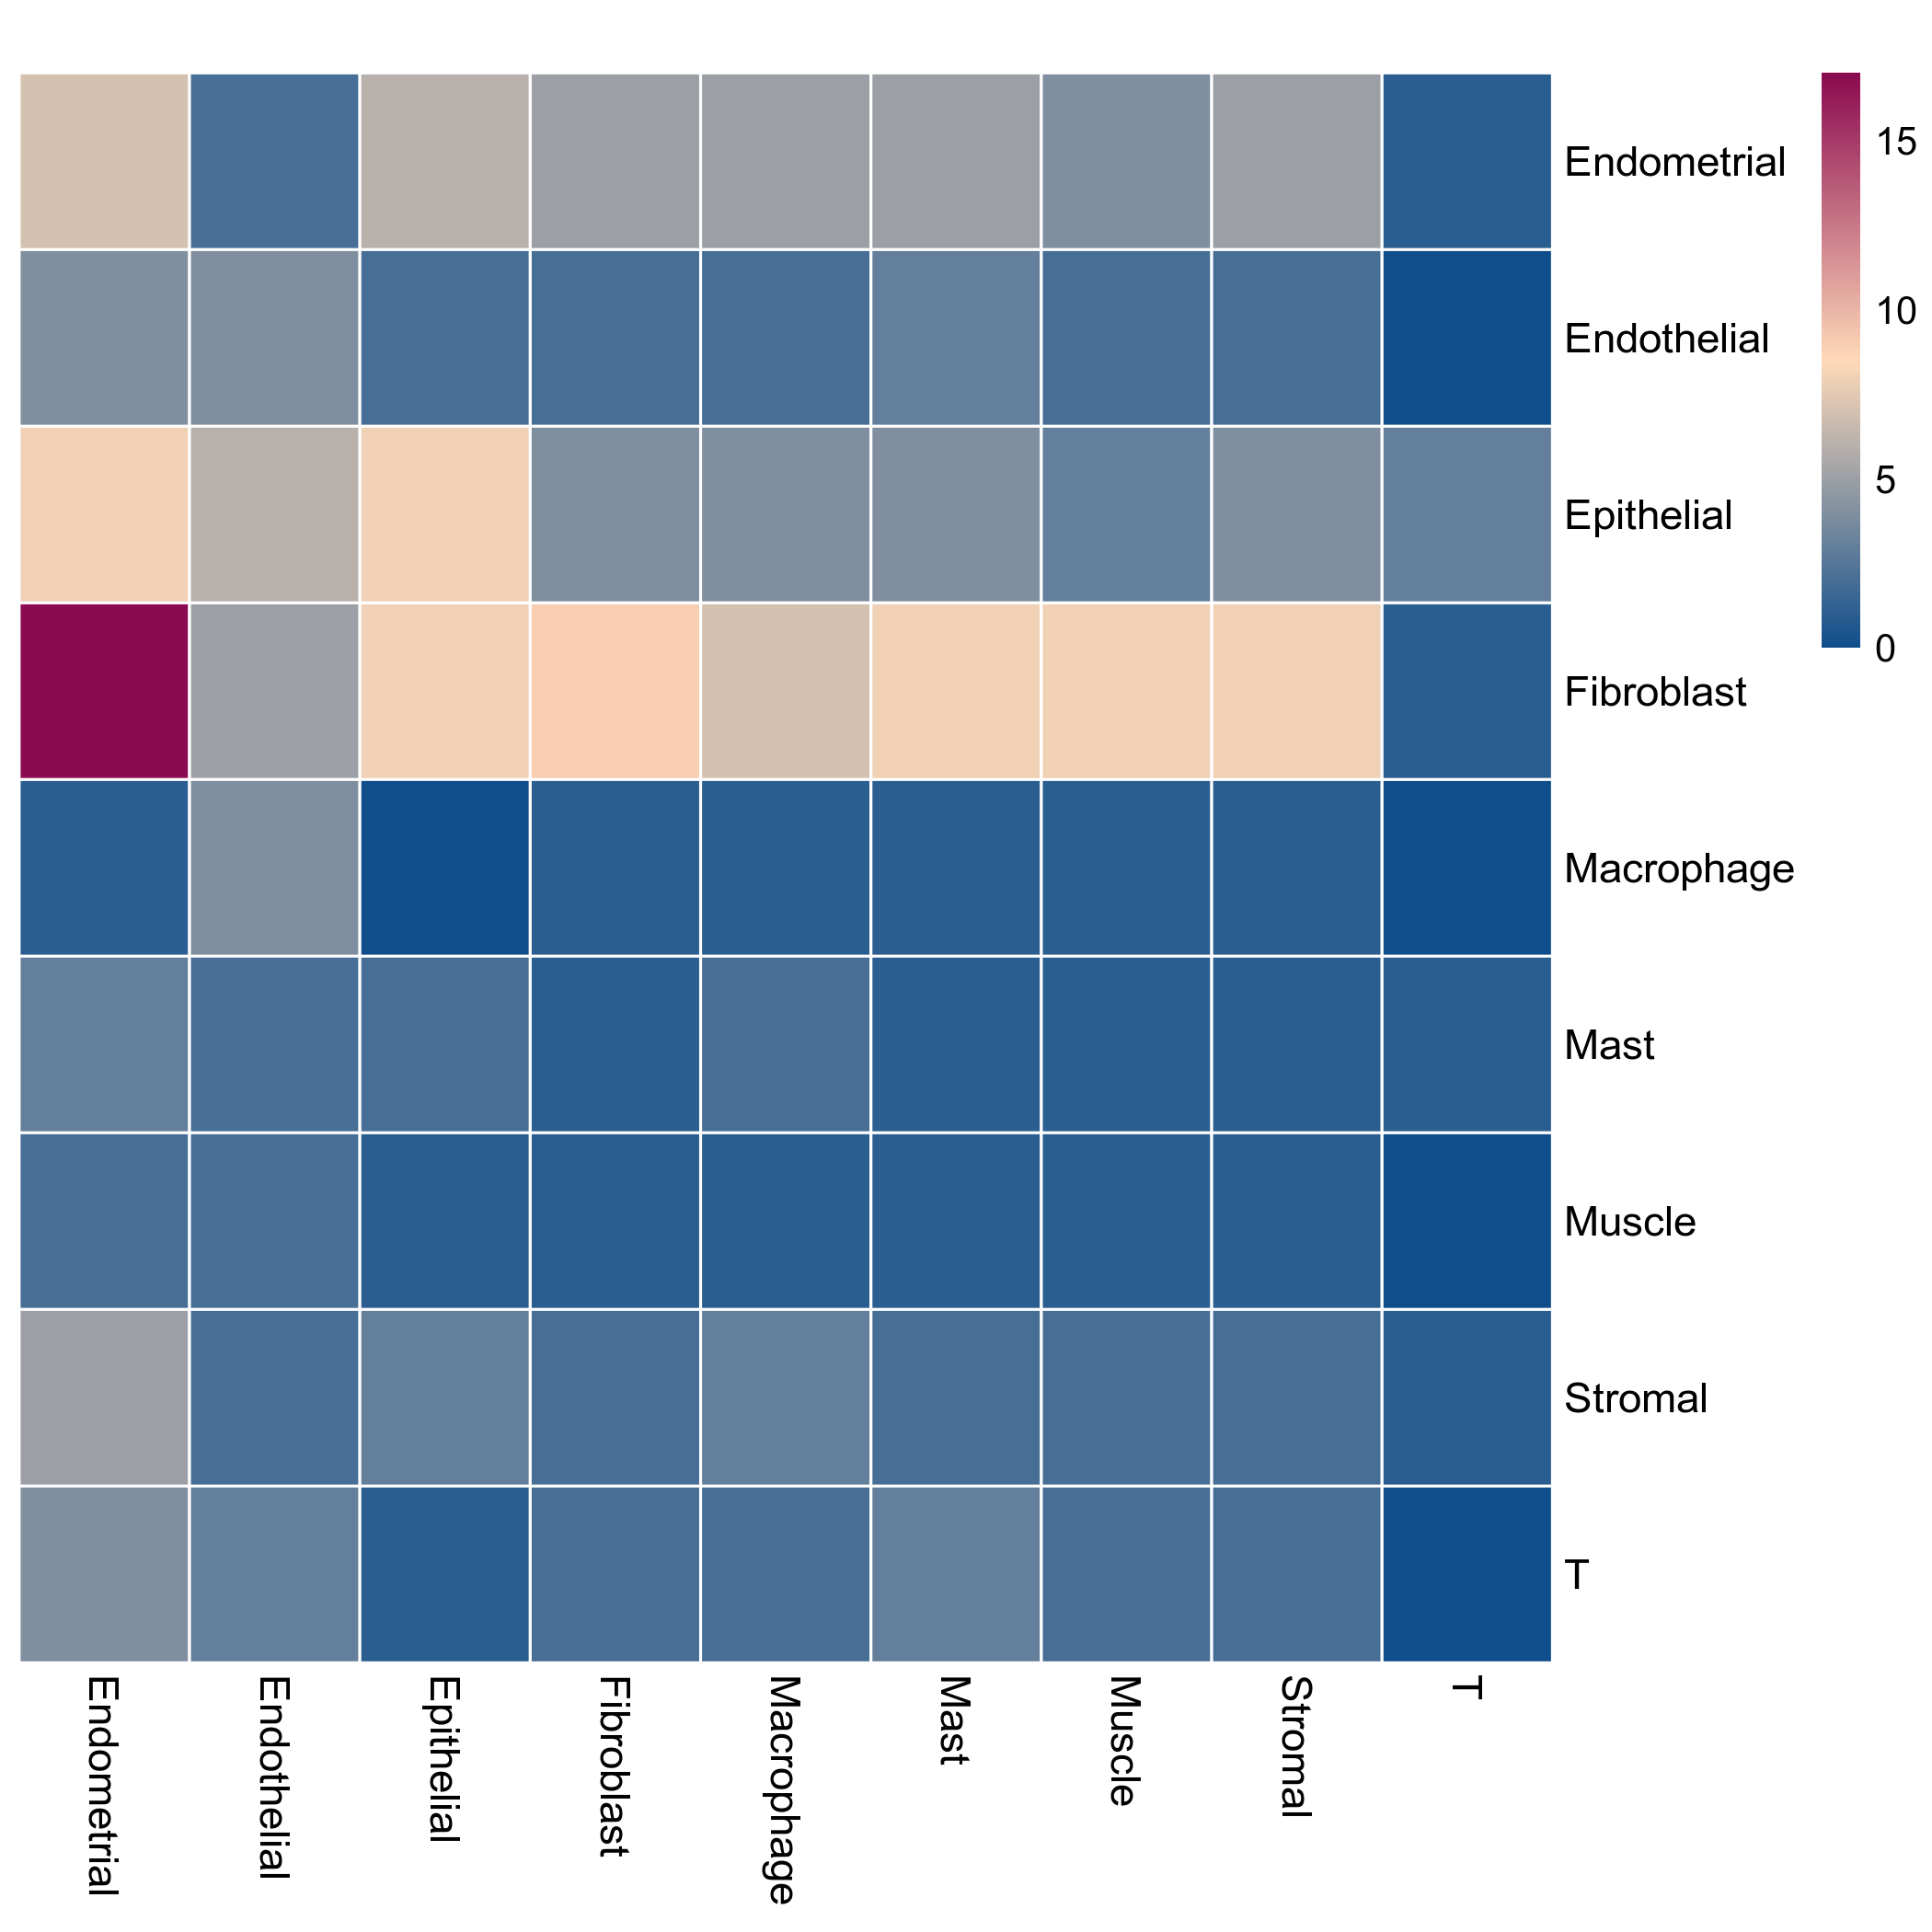 Endometrial
Endothelial
Epithelial
Fibroblast
Macrophage
Mast
Muscle
Stromal
T
15
10
5
0
Endometrial
Endothelial
Epithelial
Fibroblast
Macrophage
Mast
Muscle
Stromal
T